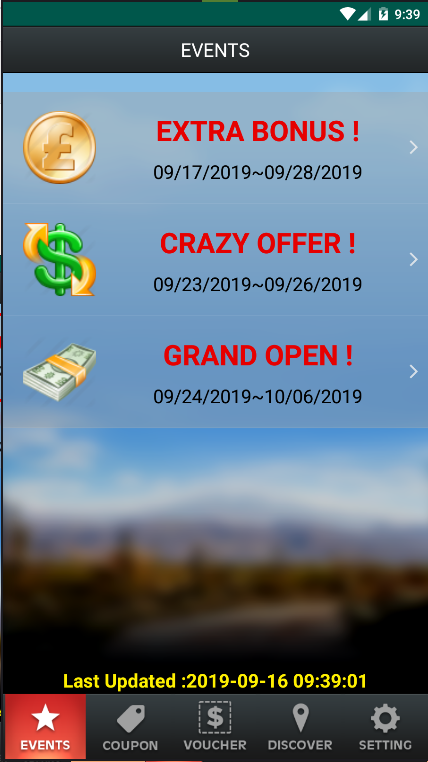 9:39
EVENTS
EXTRA BONUS !
09/17/2019~09/28/2019
CRAZY OFFER !
09/23/2019~09/26/2019
GRAND OPEN !
09/24/2019~10/06/2019
Last Updated :2019-09-16 09:39:01
EVENTS COUPON VOUCHER DISCOVER SETTING